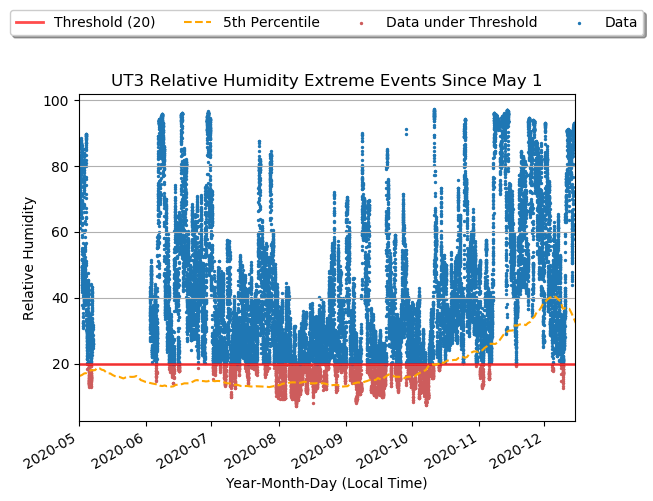 Threshold (20) 5th Percentile Data under Threshold Data
UT3 Relative Humidity Extreme Events Since May 1
100
80
60
40
20
Relative Humidity
2020-05 2020-06 2020-07 2020-08 2020-09 2020-10 2020-11 2020-12
Year-Month-Day (Local Time)